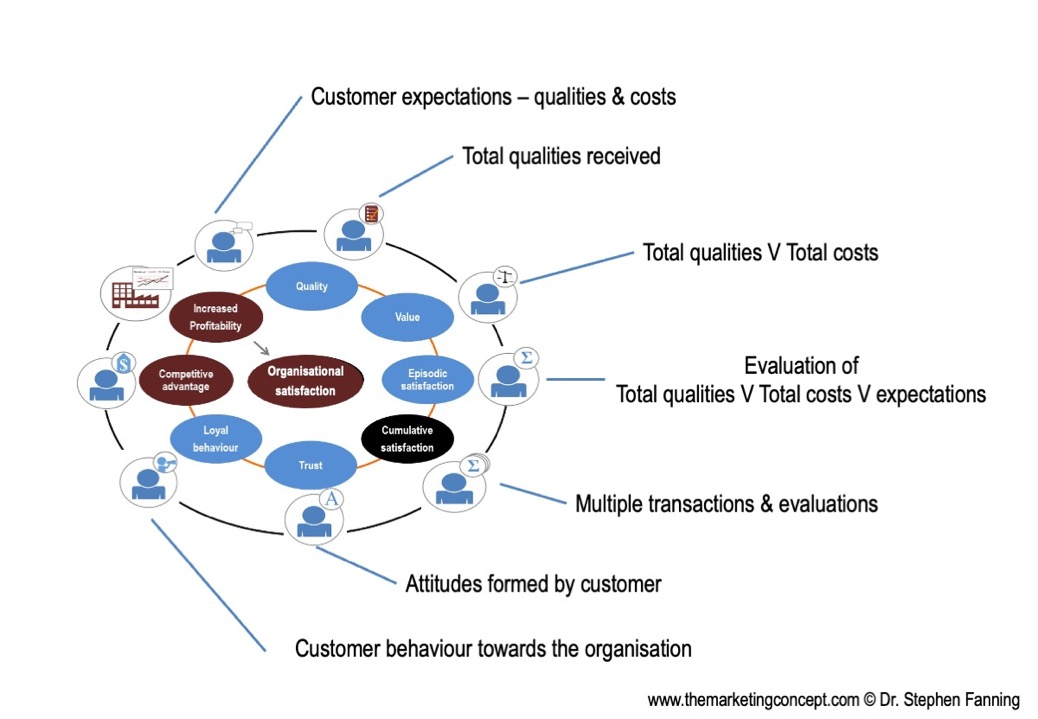 Customer expectations – qualities & costs
Total qualities received
Total qualities V Total costs
Evaluation of
Total qualities V Total costs V expectations
Multiple transactions & evaluations
Attitudes formed by customer
Customer behaviour towards the organisation
Quality
Value
Episodic
satisfaction
Cumulative
satisfaction
Trust
Loyal
behaviour
Competitive
advantage
Increased
Profitability
Organisational
satisfaction
Σ
Σ
A
$
www.themarketingconcept.com © Dr. Stephen Fanning